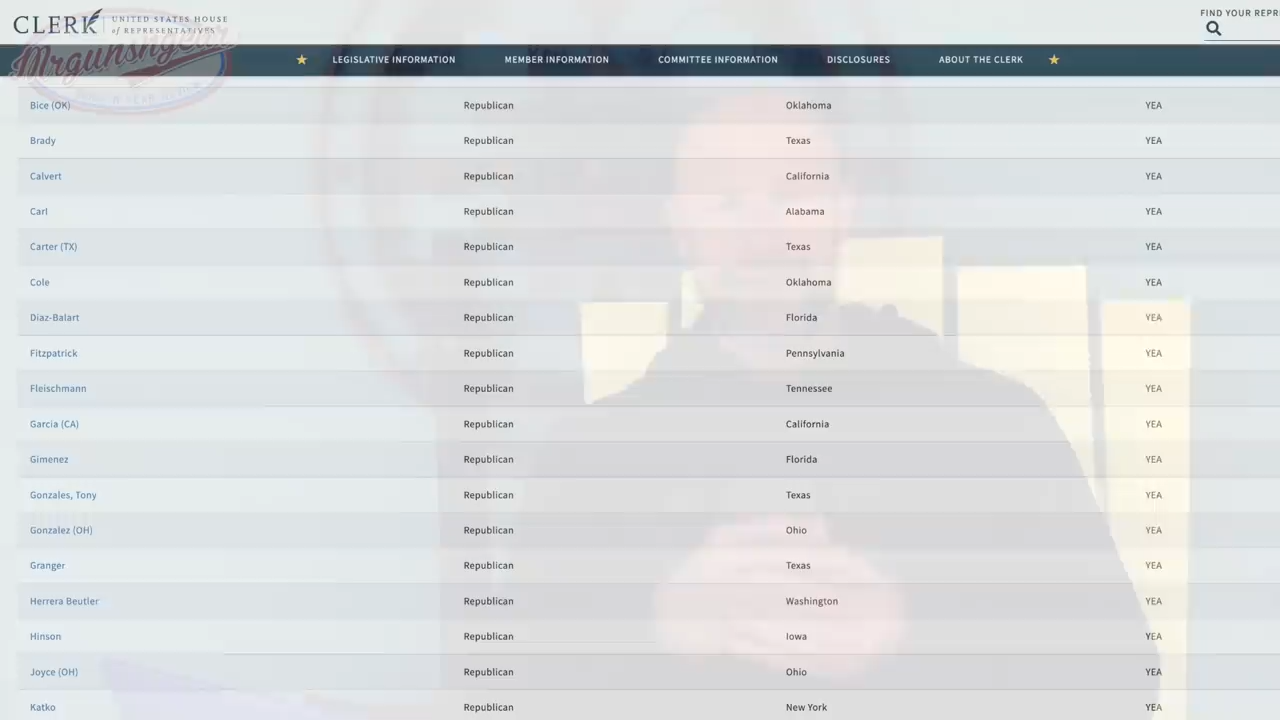 CLERK UNITED STATES HOUSE
of REPRESENTATIVES
FIND YOUR REPR
Mrgunsngear
LEGISLATIVE INFORMATION MEMBER INFORMATION COMMITTEE INFORMATION DISCLOSURES ABOUT THE CLERK
Bice (OK) Republican Oklahoma YEA
Brady Republican Texas YEA
Calvert Republican California YEA
Carl Republican Alabama YEA
Carter (TX) Republican Texas YEA
Cole Republican Oklahoma YEA
Diaz-Balart Republican Florida YEA
Fitzpatrick Republican Pennsylvania YEA
Fleischmann Republican Tennessee YEA
Garcia (CA) Republican California YEA
Gimenez Republican Florida YEA
Gonzales, Tony Republican Texas YEA
Gonzalez (OH) Republican Ohio YEA
Granger Republican Texas YEA
Herrera Beutler Republican Washington YEA
Hinson Republican Iowa YEA
Joyce (OH) Republican Ohio YEA
Katko Republican New York YEA